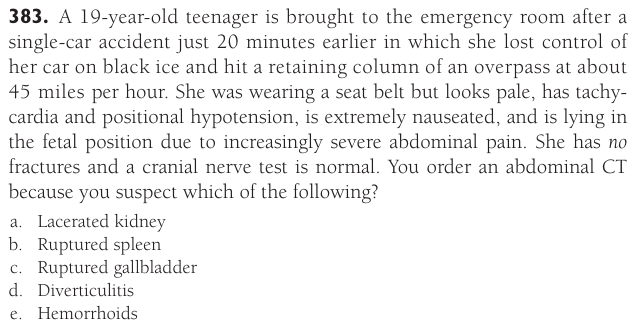 383. A 19-year-old teenager is brought to the emergency room after a
single-car accident just 20 minutes earlier in which she lost control of
her car on black ice and hit a retaining column of an overpass at about
45 miles per hour. She was wearing a seat belt but looks pale, has tachy-
cardia and positional hypotension, is extremely nauseated, and is lying in
the fetal position due to increasingly severe abdominal pain. She has no
fractures and a cranial nerve test is normal. You order an abdominal CT
because you suspect which of the following?
a. Lacerated kidney
b. Ruptured spleen
c. Ruptured gallbladder
d. Diverticulitis
e. Hemorrhoids